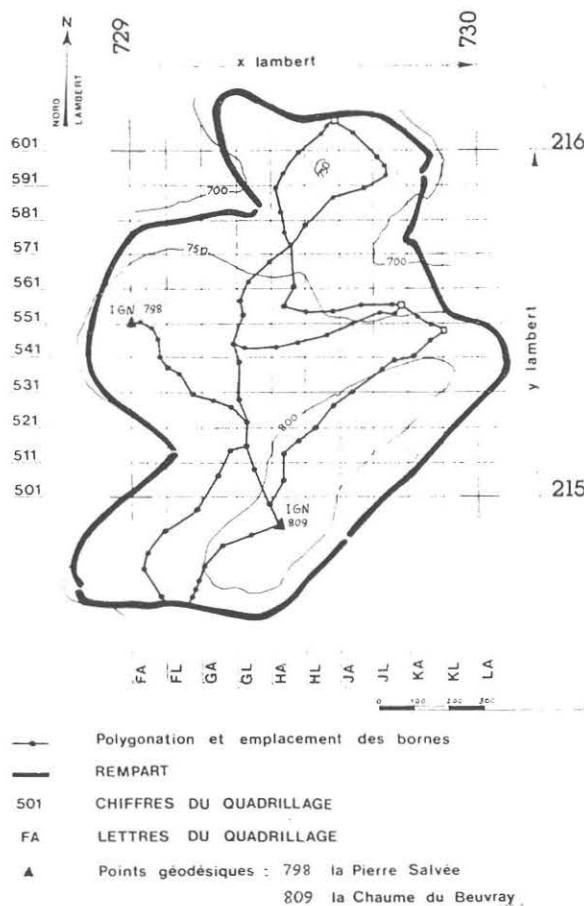 729
730
N
NORD LAMBERT
x lambert
601
591
581
571
561
551
541
531
521
511
501
216
y lambert
215
700
750
75p
700
IGN 798
800
IGN
809
FA
FL
GA
GL
HA
HL
JA
JL
KA
KL
LA
0 100 200 300
Polygonation et emplacement des bornes
REMPART
501 CHIFFRES DU QUADRILLAGE
FA LETTRES DU QUADRILLAGE
Points géodésiques : 798 la Pierre Salvée
809 la Chaume du Beuvray